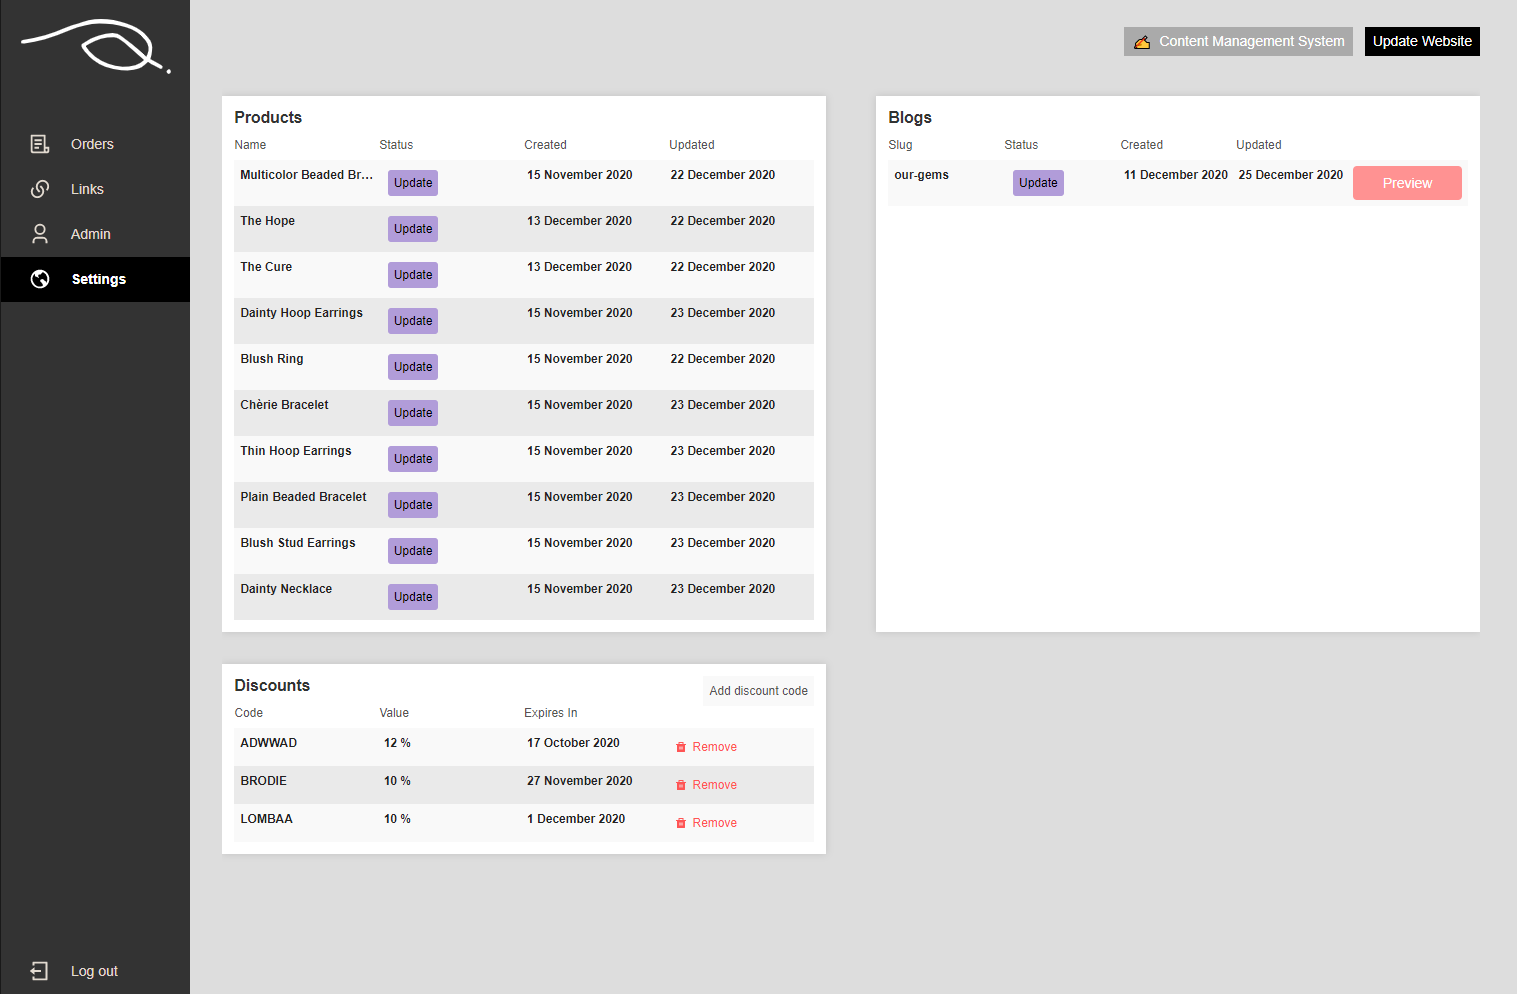 Content Management System
Update Website
Orders
Links
Admin
Settings
Log out
Products
Name Status Created Updated
Multicolor Beaded Br... Update 15 November 2020 22 December 2020
The Hope Update 13 December 2020 22 December 2020
The Cure Update 13 December 2020 22 December 2020
Dainty Hoop Earrings Update 15 November 2020 23 December 2020
Blush Ring Update 15 November 2020 22 December 2020
Chèrie Bracelet Update 15 November 2020 23 December 2020
Thin Hoop Earrings Update 15 November 2020 23 December 2020
Plain Beaded Bracelet Update 15 November 2020 23 December 2020
Blush Stud Earrings Update 15 November 2020 23 December 2020
Dainty Necklace Update 15 November 2020 23 December 2020
Blogs
Slug Status Created Updated
our-gems Update 11 December 2020 25 December 2020 Preview
Discounts
Add discount code
Code Value Expires In
ADWWAD 12 % 17 October 2020 Remove
BRODIE 10 % 27 November 2020 Remove
LOMBAA 10 % 1 December 2020 Remove